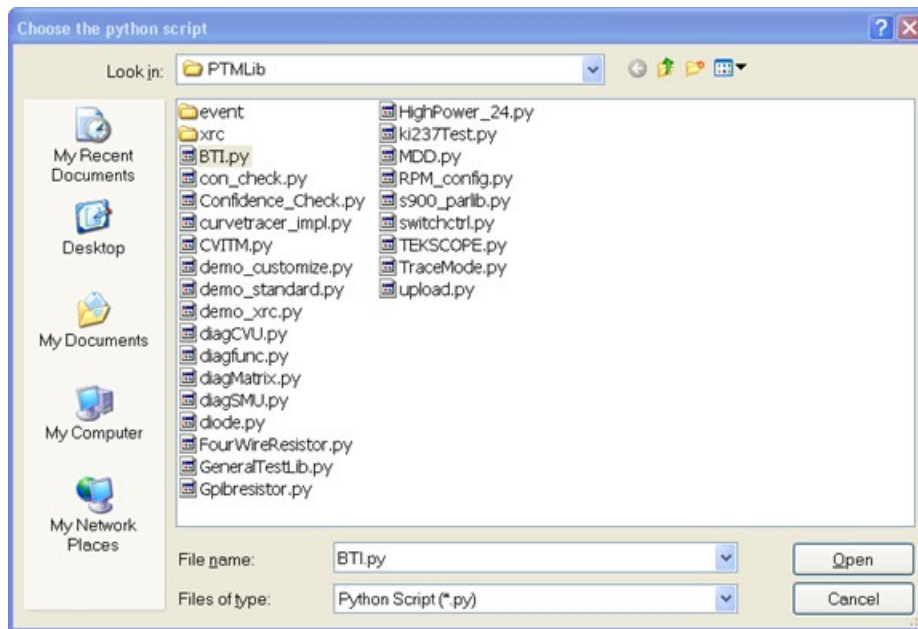 Choose the python script
Look in:
PTMLib
My Recent
Documents
Desktop
My Documents
My Computer
My Network
Places
event
xrc
BTI.py
con_check.py
Confidence_Check.py
curvetracer_impl.py
CVITM.py
demo_customize.py
demo_standard.py
demo_xrc.py
diagCVU.py
diagfunc.py
diagMatrix.py
diagSMU.py
diode.py
FourWireResistor.py
GeneralTestLib.py
Gpibresistor.py
HighPower_24.py
ki237Test.py
MDD.py
RPM_config.py
s900_parlib.py
switchctrl.py
TEKSCOPE.py
TraceMode.py
upload.py
File name:
BTI.py
Open
Files of type:
Python Script (*.py)
Cancel